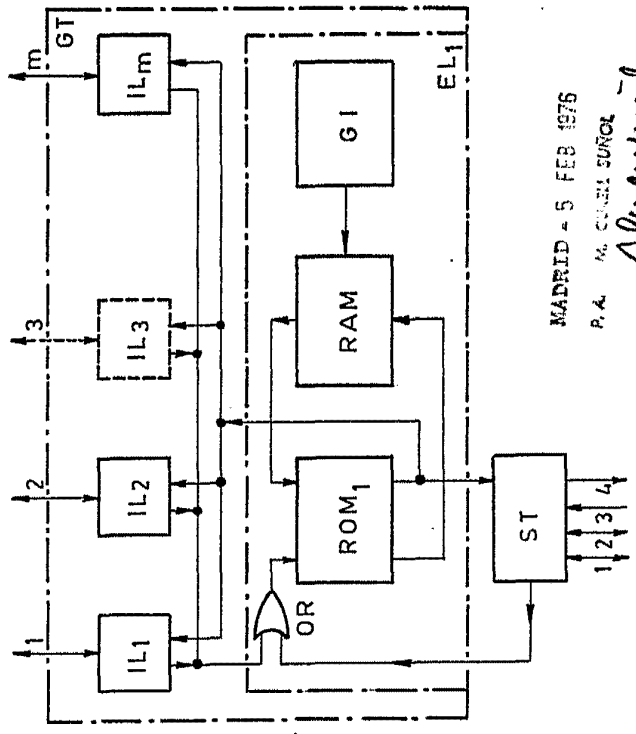 GT
1
2
3
m
IL1
IL2
IL3
ILm
EL1
OR
ROM1
RAM
GI
ST
1 2 3 4
MADRID - 5 FEB 1976
P.A. M. SUÑOL